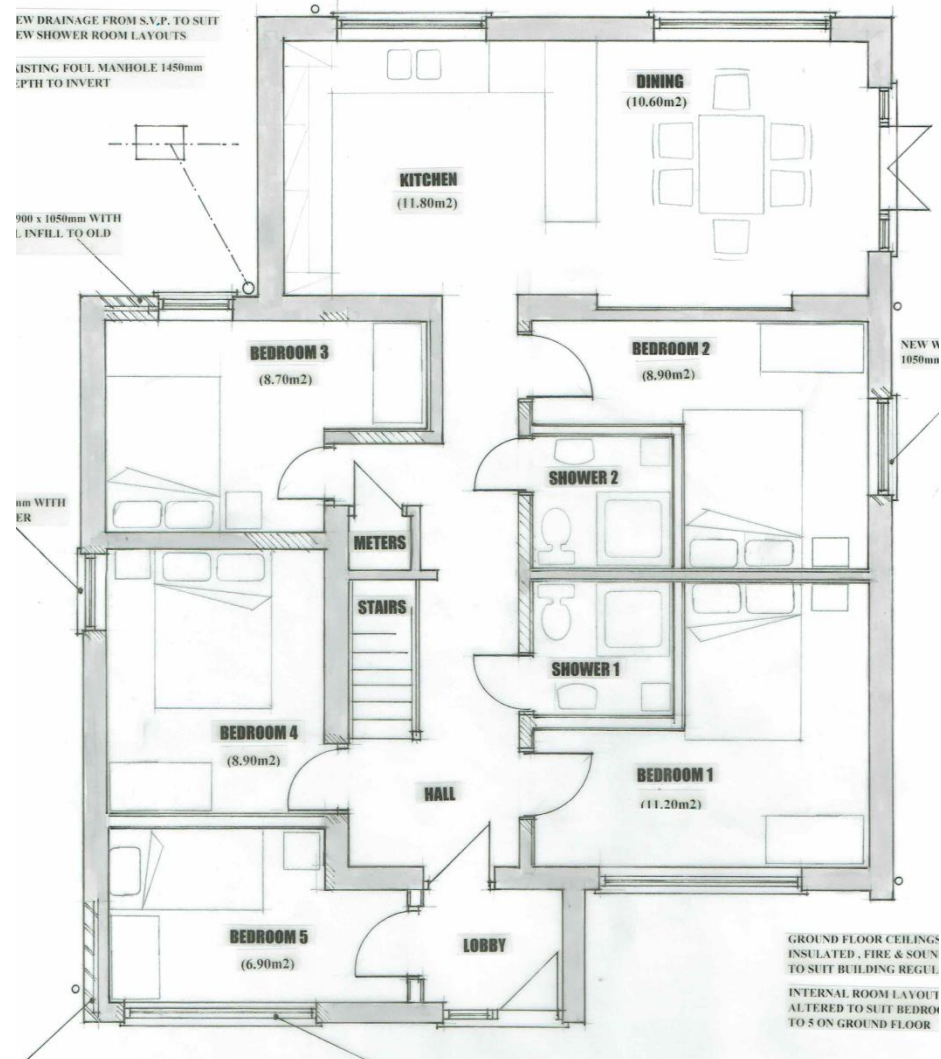 EW DRAINAGE FROM S.V.P. TO SUIT
EW SHOWER ROOM LAYOUTS
XISTING FOUL MANHOLE 1450mm
EPTH TO INVERT
DINING
(10.60m2)
KITCHEN
(11.80m2)
900 x 1050mm WITH
L INFILL TO OLD
BEDROOM 3
(8.70m2)
BEDROOM 2
(8.90m2)
NEW W
1050mm
SHOWER 2
mm WITH
ER
METERS
STAIRS
SHOWER 1
BEDROOM 4
(8.90m2)
HALL
BEDROOM 1
(11.20m2)
BEDROOM 5
(6.90m2)
LOBBY
GROUND FLOOR CEILINGS
INSULATED , FIRE & SOUN
TO SUIT BUILDING REGUL
INTERNAL ROOM LAYOUT
ALTERED TO SUIT BEDROO
TO 5 ON GROUND FLOOR